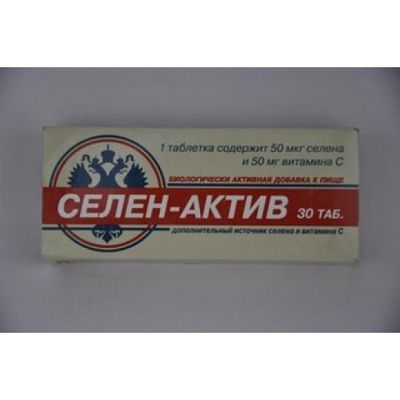 1 таблетка содержит 50 мкг селена
и 50 мг витамина С
БИОЛОГИЧЕСКИ АКТИВНАЯ ДОБАВКА К ПИЩЕ
СЕЛЕН-АКТИВ 30 ТАБ.
ДОПОЛНИТЕЛЬНЫЙ ИСТОЧНИК СЕЛЕНА И ВИТАМИНА С